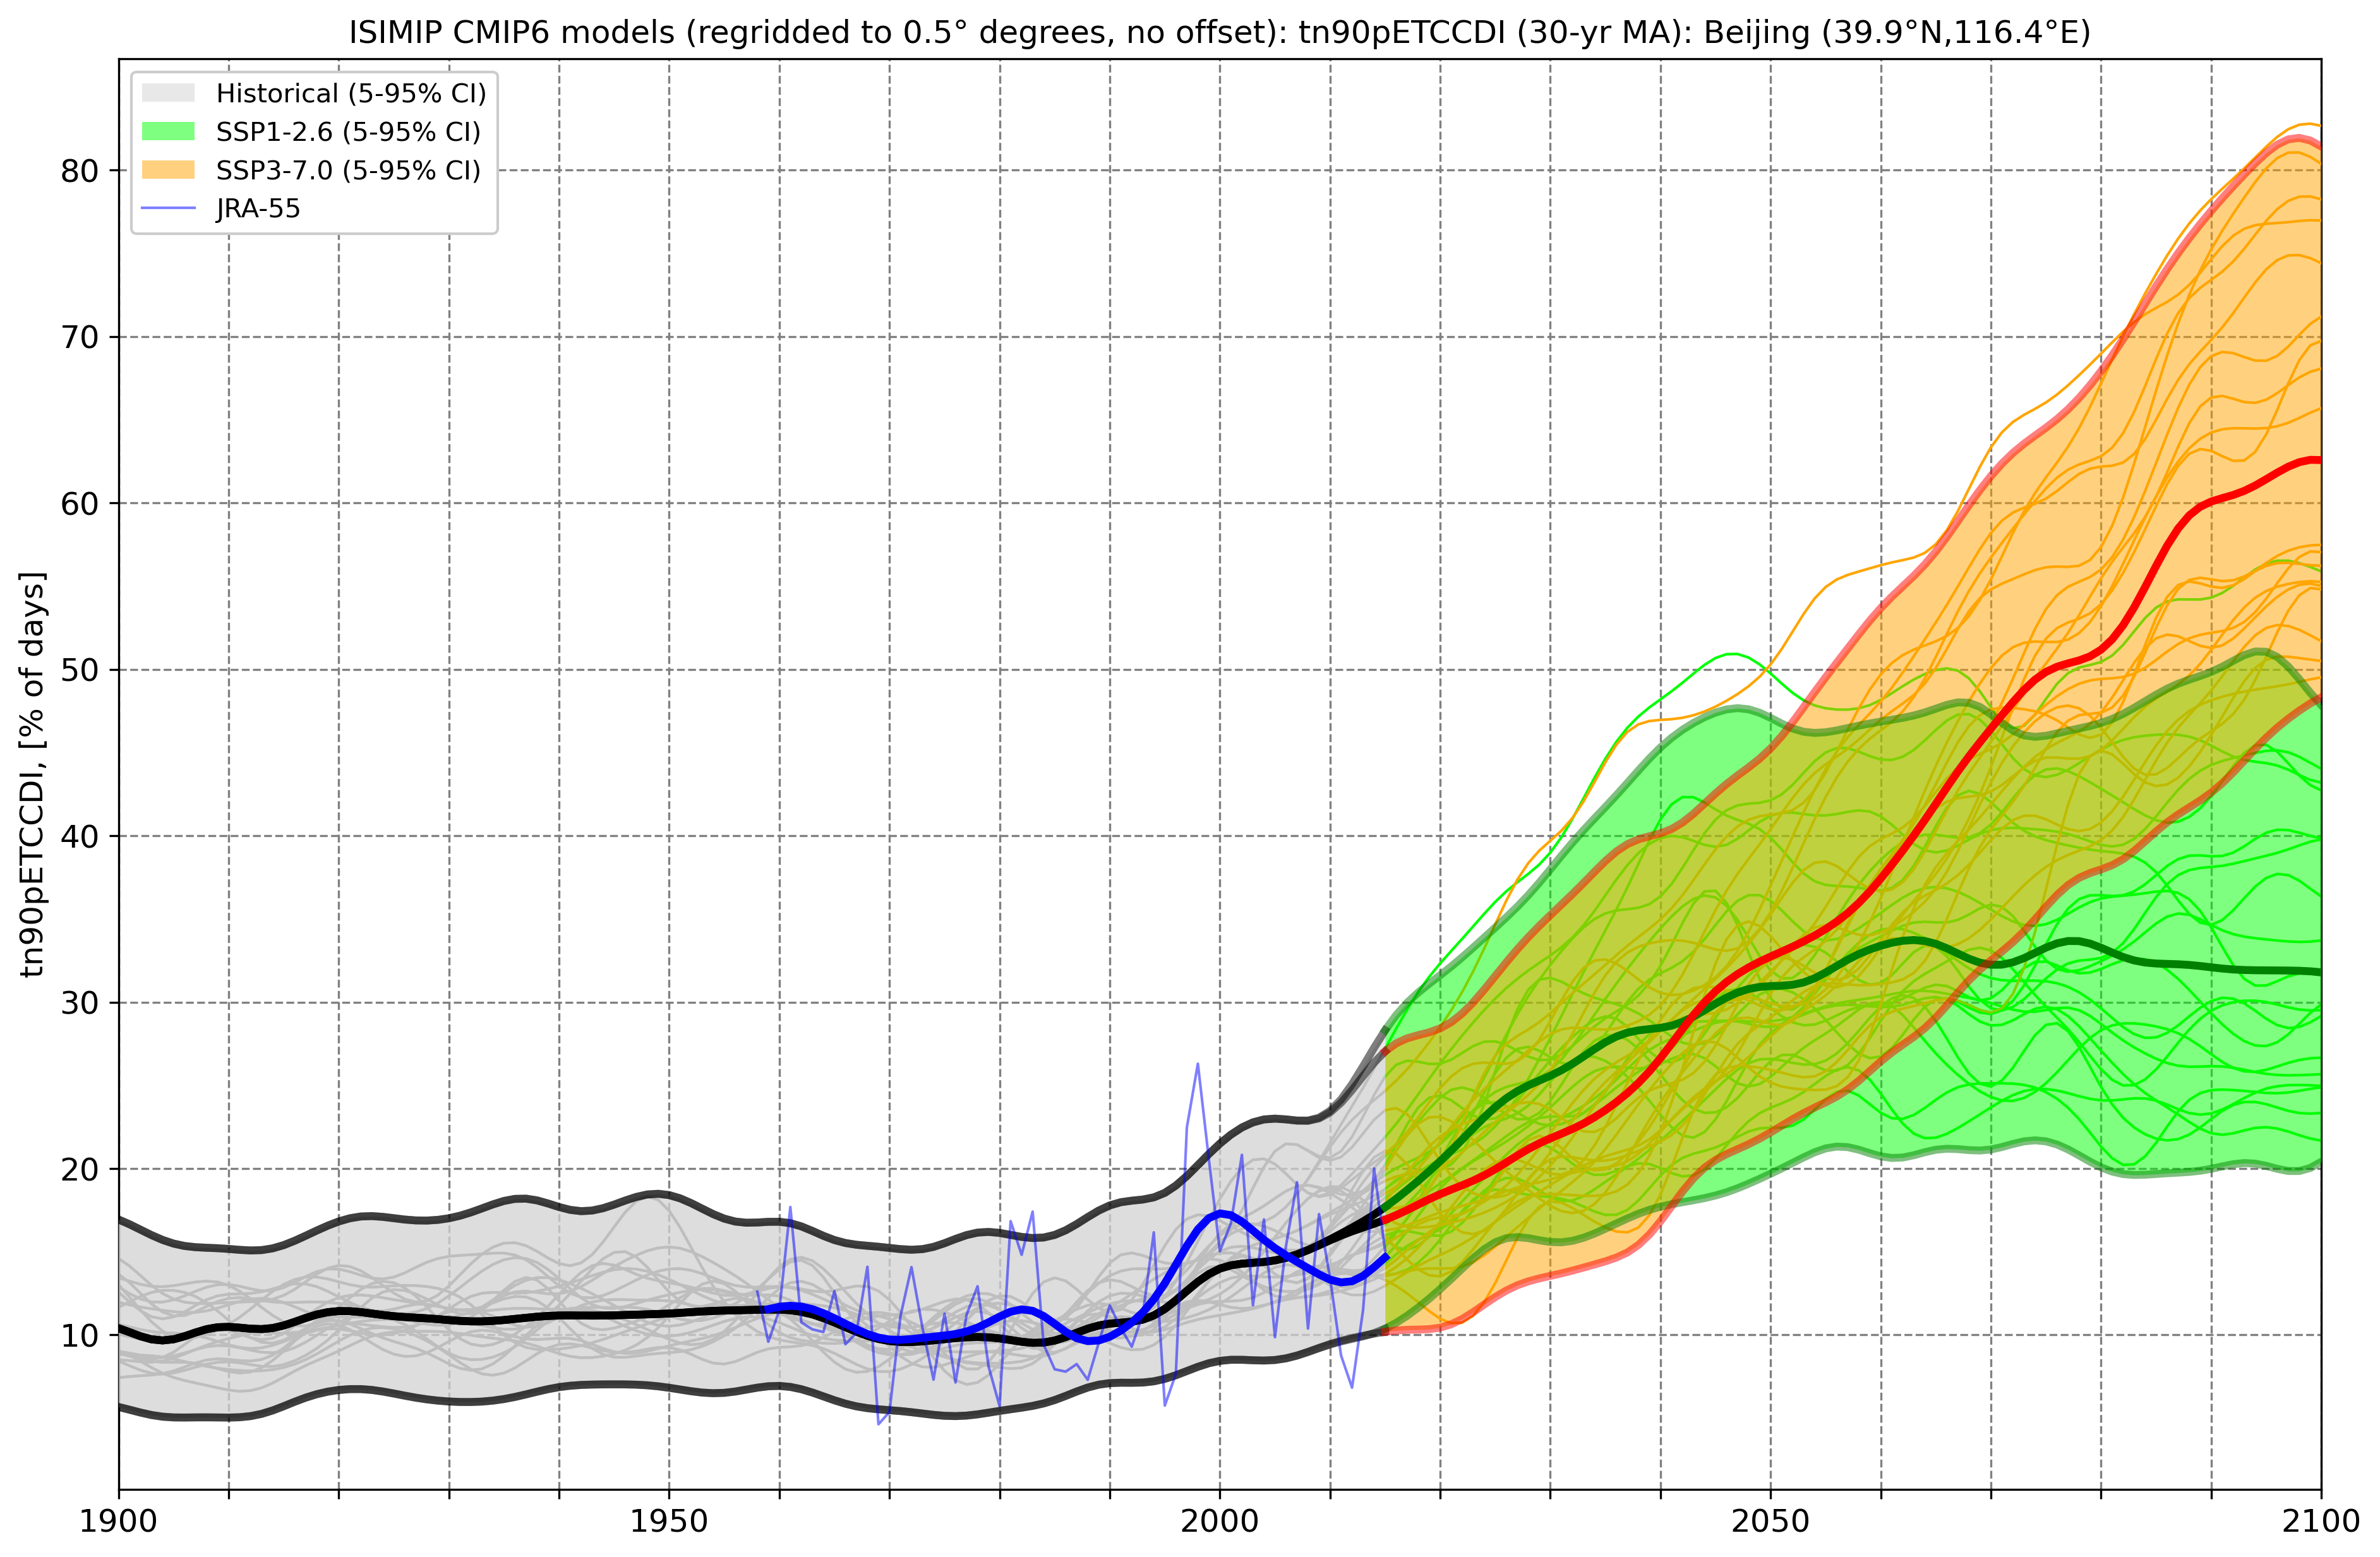 ISIMIP CMIP6 models (regridded to 0.5° degrees, no offset): tn90pETCCDI (30-yr MA): Beijing (39.9°N,116.4°E)
Historical (5-95% CI)
SSP1-2.6 (5-95% CI)
SSP3-7.0 (5-95% CI)
JRA-55
tn90pETCCDI, [% of days]
80
70
60
50
40
30
20
10
1900
1950
2000
2050
2100